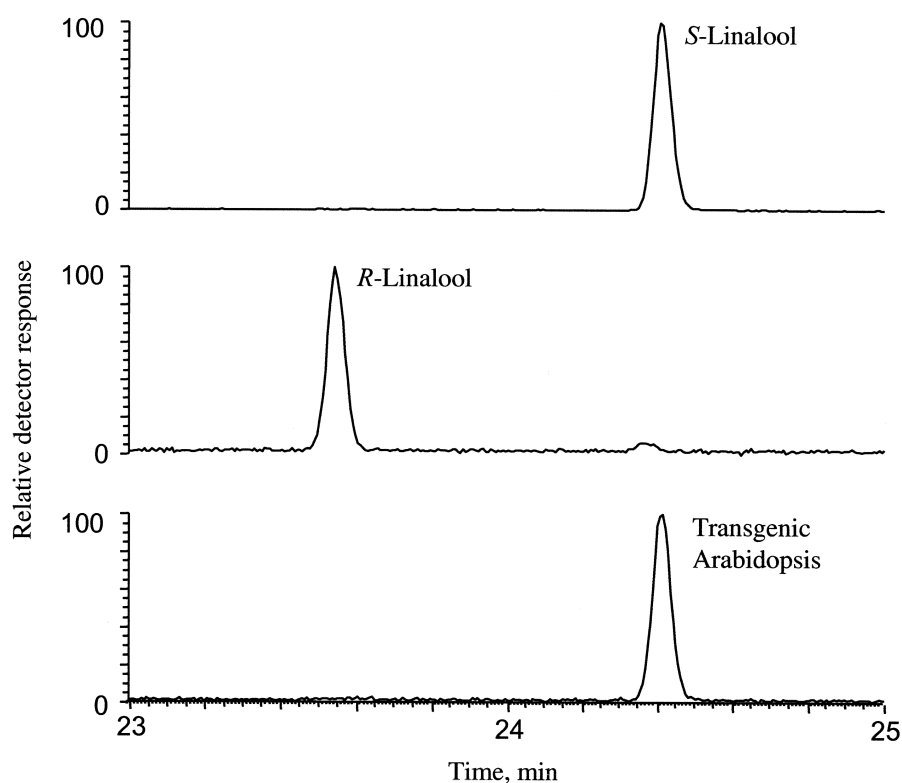 100
S-Linalool
0
100
R-Linalool
0
Relative detector response
100
Transgenic
Arabidopsis
0
23
24
25
Time, min